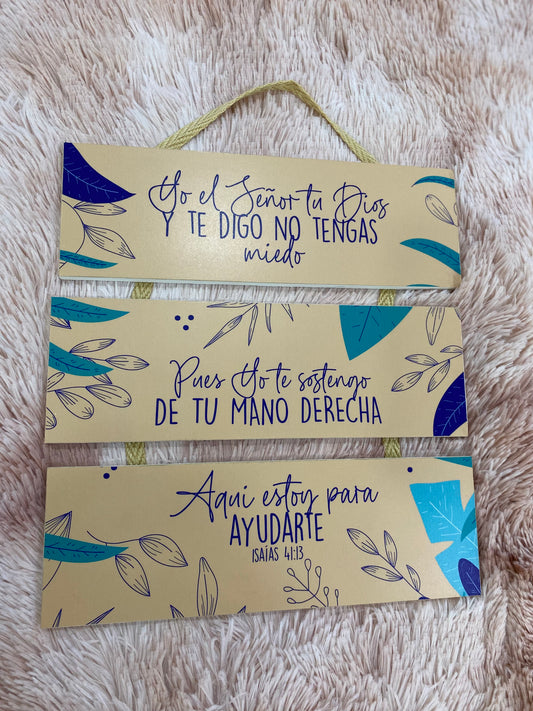 Yo el Señor tu Dios
Y TE DIGO NO TENGAS
miedo
Pues Yo te sostengo
DE TU MANO DERECHA
Aqui estoy para
AYUDARTE
ISAÍAS 41:13